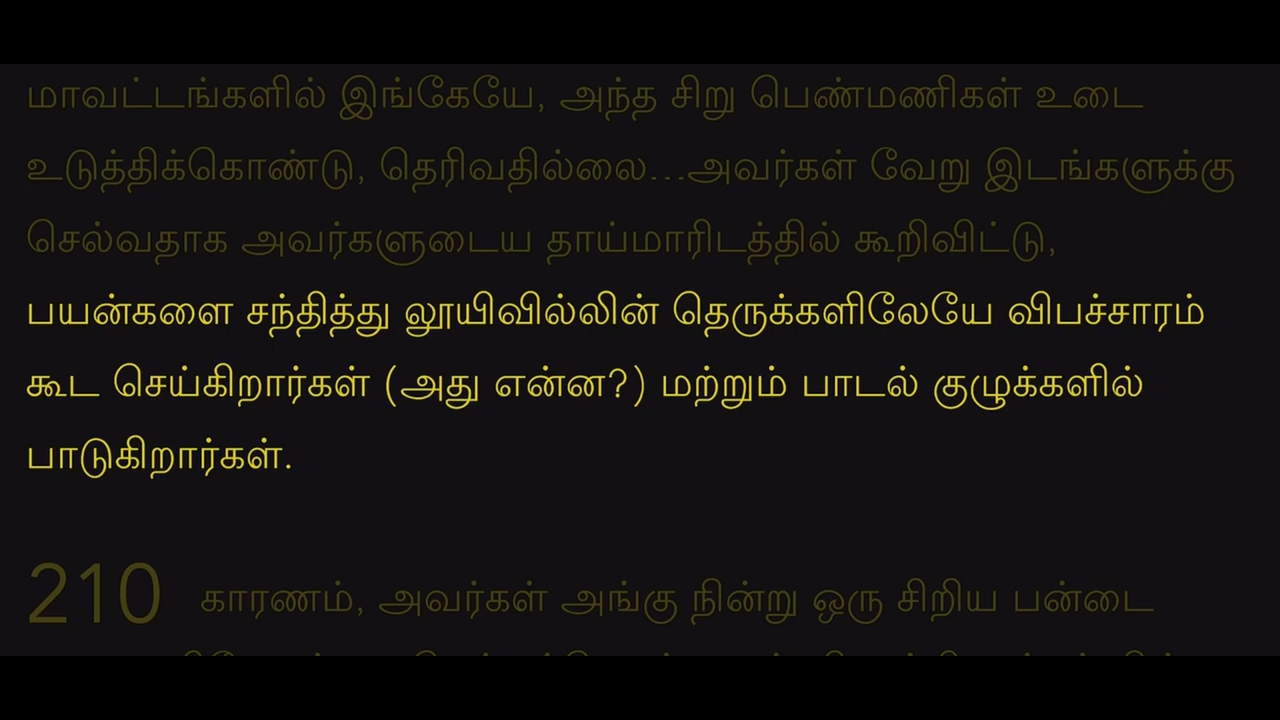 மாவட்டங்களில் இங்கேயே, அந்த சிறு பெண்மணிகள் உடை
உடுத்திக்கொண்டு, தெரிவதில்லை...அவர்கள் வேறு இடங்களுக்கு
செல்வதாக அவர்களுடைய தாய்மாரிடத்தில் கூறிவிட்டு,
பயன்களை சந்தித்து லூயிவில்லின் தெருக்களிலேயே விபச்சாரம்
கூட செய்கிறார்கள் (அது என்ன?) மற்றும் பாடல் குழுக்களில்
பாடுகிறார்கள்.
210 காரணம், அவர்கள் அங்கு நின்று ஒரு சிறிய பன்டை